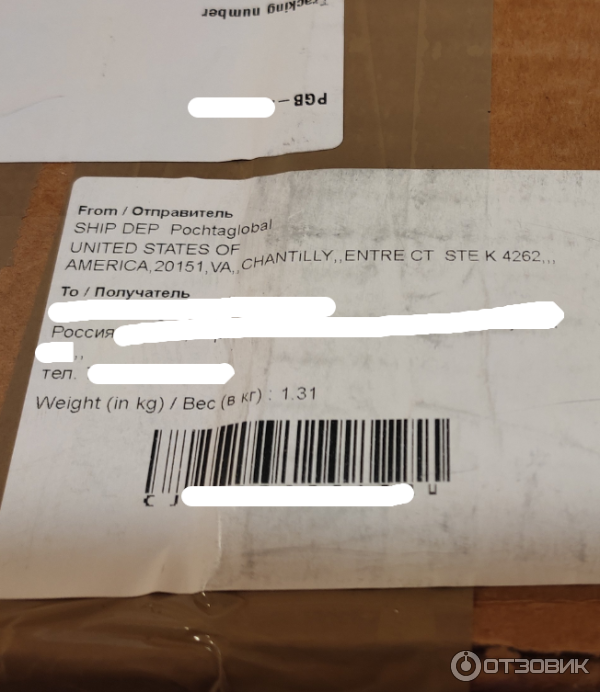 Tracking number
PGB-
From / Отправитель
SHIP DEP Pochtaglobal
UNITED STATES OF
AMERICA,20151,VA,,CHANTILLY,,ENTRE CT STE K 4262,,,
To / Получатель
Россия
,,
тел.
Weight (in kg) / Вес (в кг) : 1.31
C J U
ОТЗОВИК